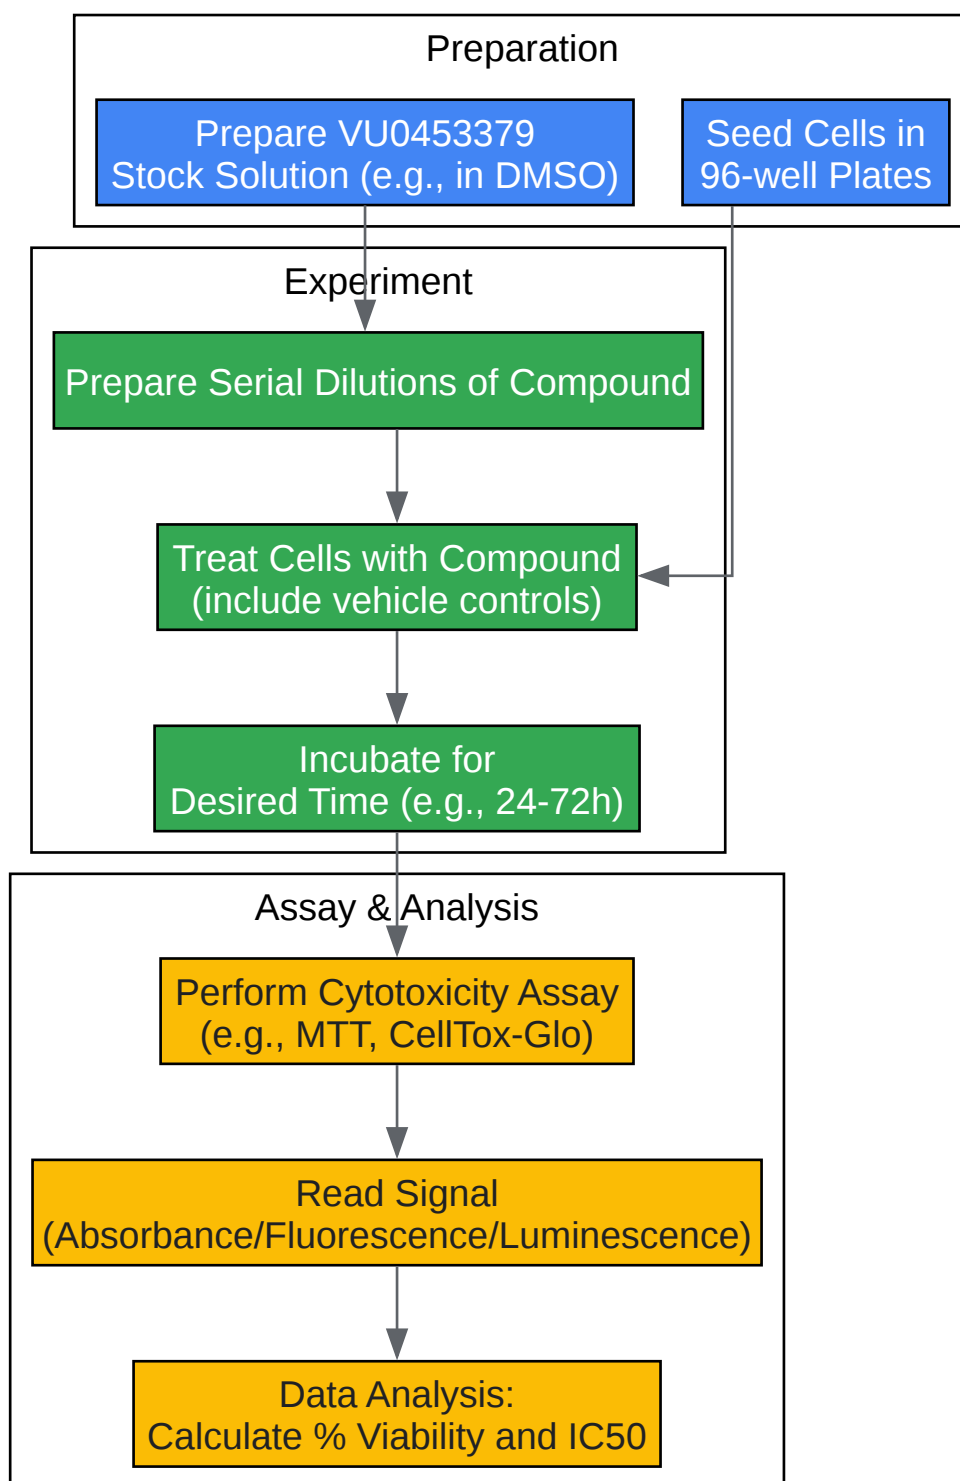 Preparation
Prepare VU0453379
Stock Solution (e.g., in DMSO)
Seed Cells in
96-well Plates
Experiment
Prepare Serial Dilutions of Compound
Treat Cells with Compound
(include vehicle controls)
Incubate for
Desired Time (e.g., 24-72h)
Assay & Analysis
Perform Cytotoxicity Assay
(e.g., MTT, CellTox-Glo)
Read Signal
(Absorbance/Fluorescence/Luminescence)
Data Analysis:
Calculate % Viability and IC50